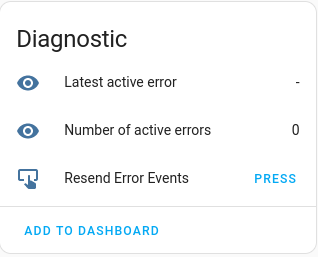 Diagnostic
Latest active error -
Number of active errors 0
Resend Error Events PRESS
ADD TO DASHBOARD